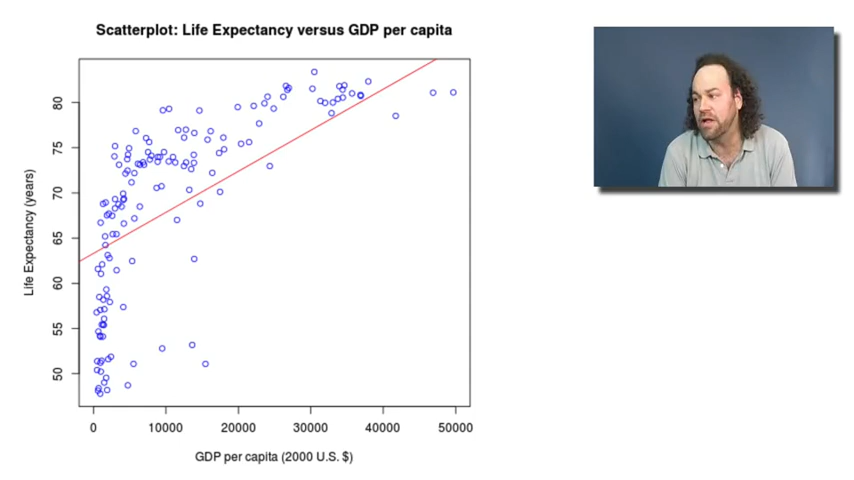 Scatterplot: Life Expectancy versus GDP per capita
Life Expectancy (years)
80
75
70
65
60
55
50
0 10000 20000 30000 40000 50000
GDP per capita (2000 U.S. $)